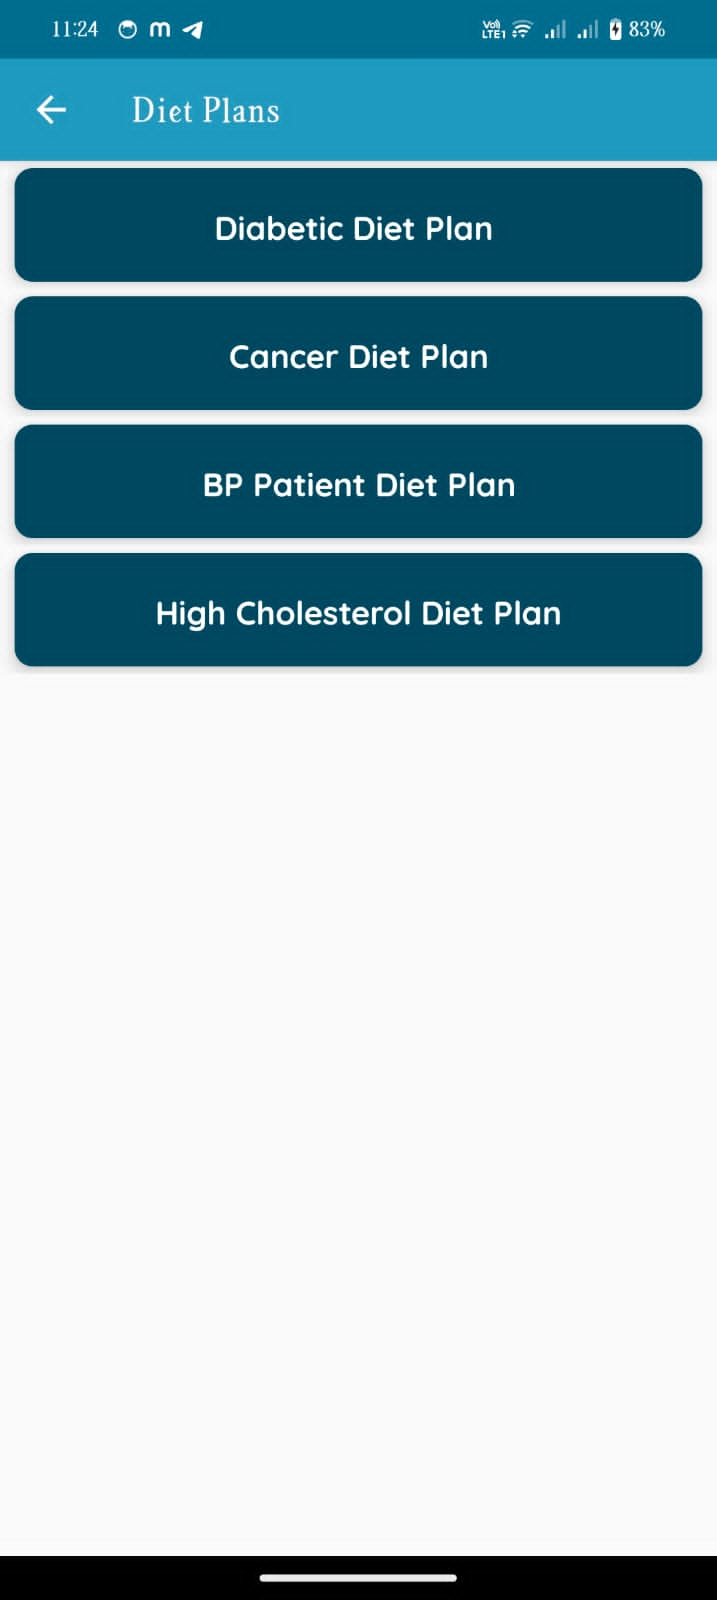 11:24 m Vo) LTE1 83%
Diet Plans
Diabetic Diet Plan
Cancer Diet Plan
BP Patient Diet Plan
High Cholesterol Diet Plan